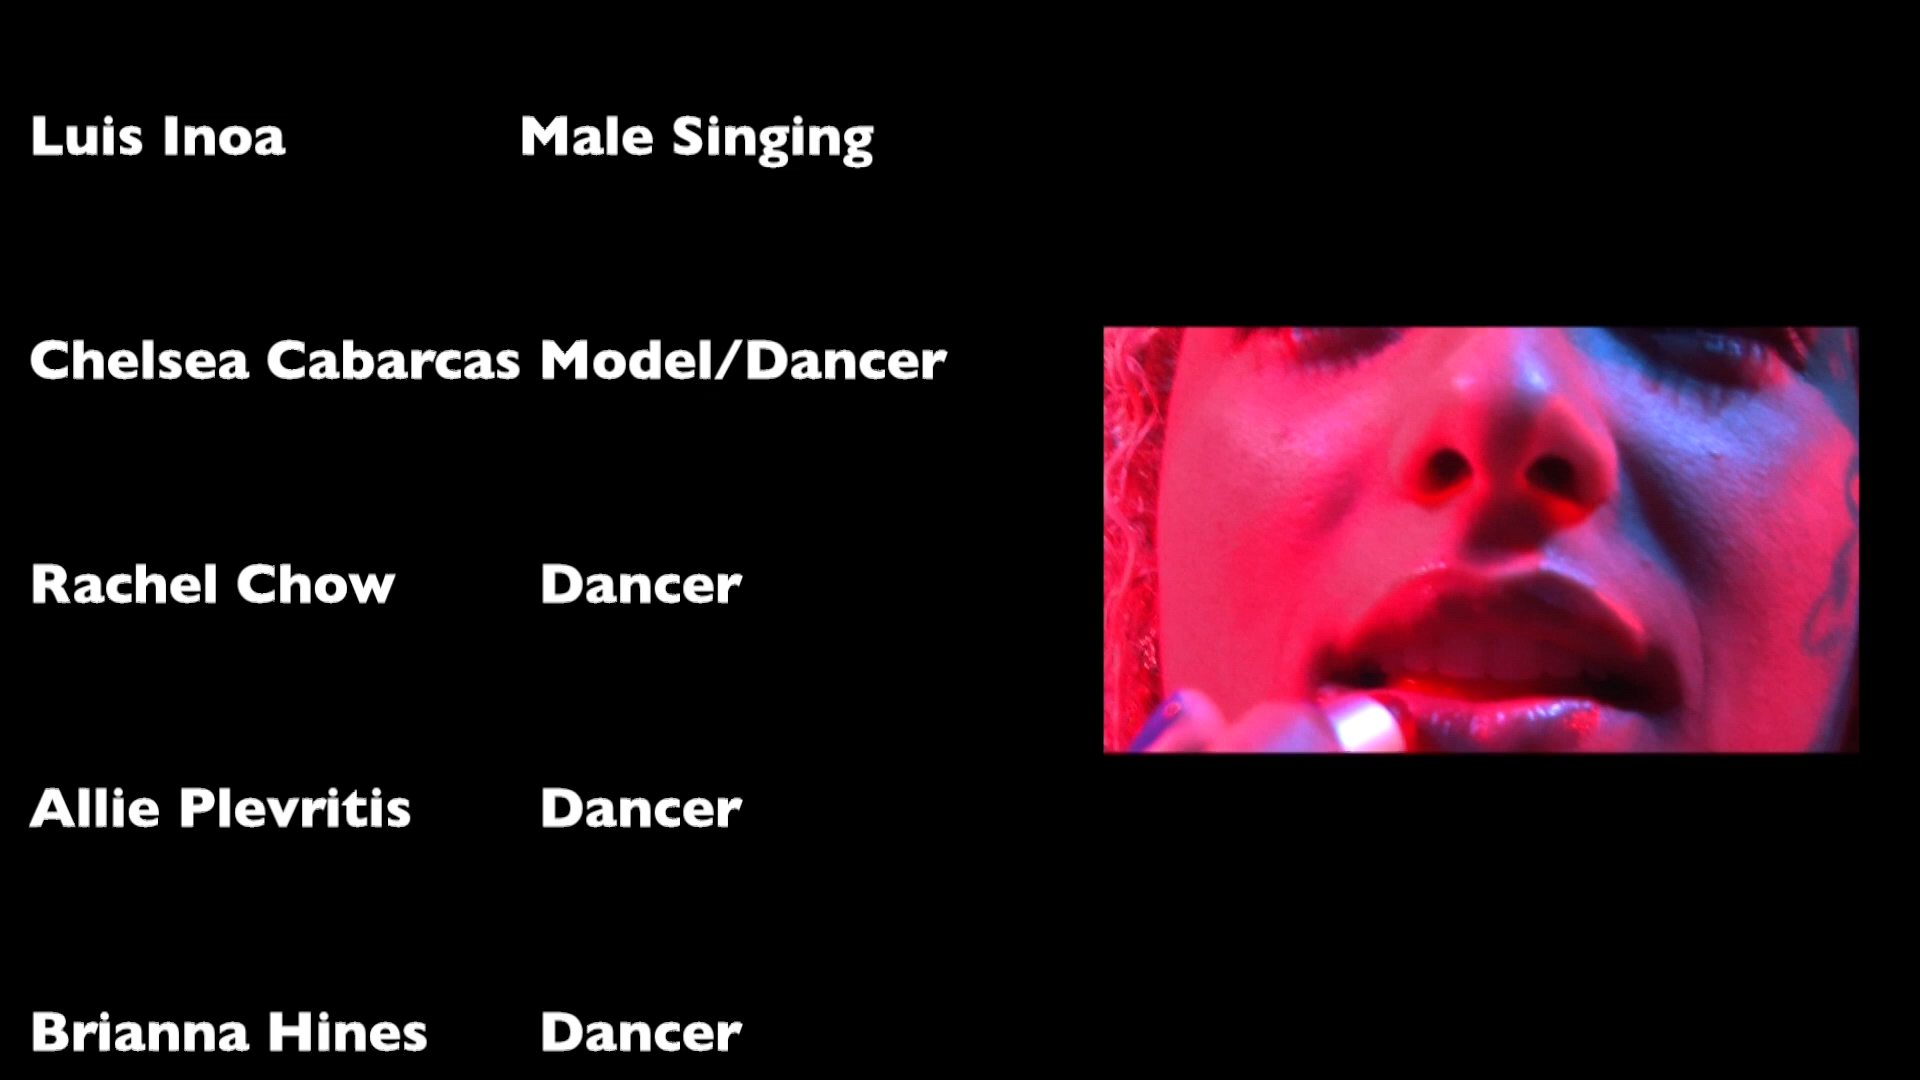 Luis Inoa Male Singing
Chelsea Cabarcas Model/Dancer
Rachel Chow Dancer
Allie Plevritis Dancer
Brianna Hines Dancer